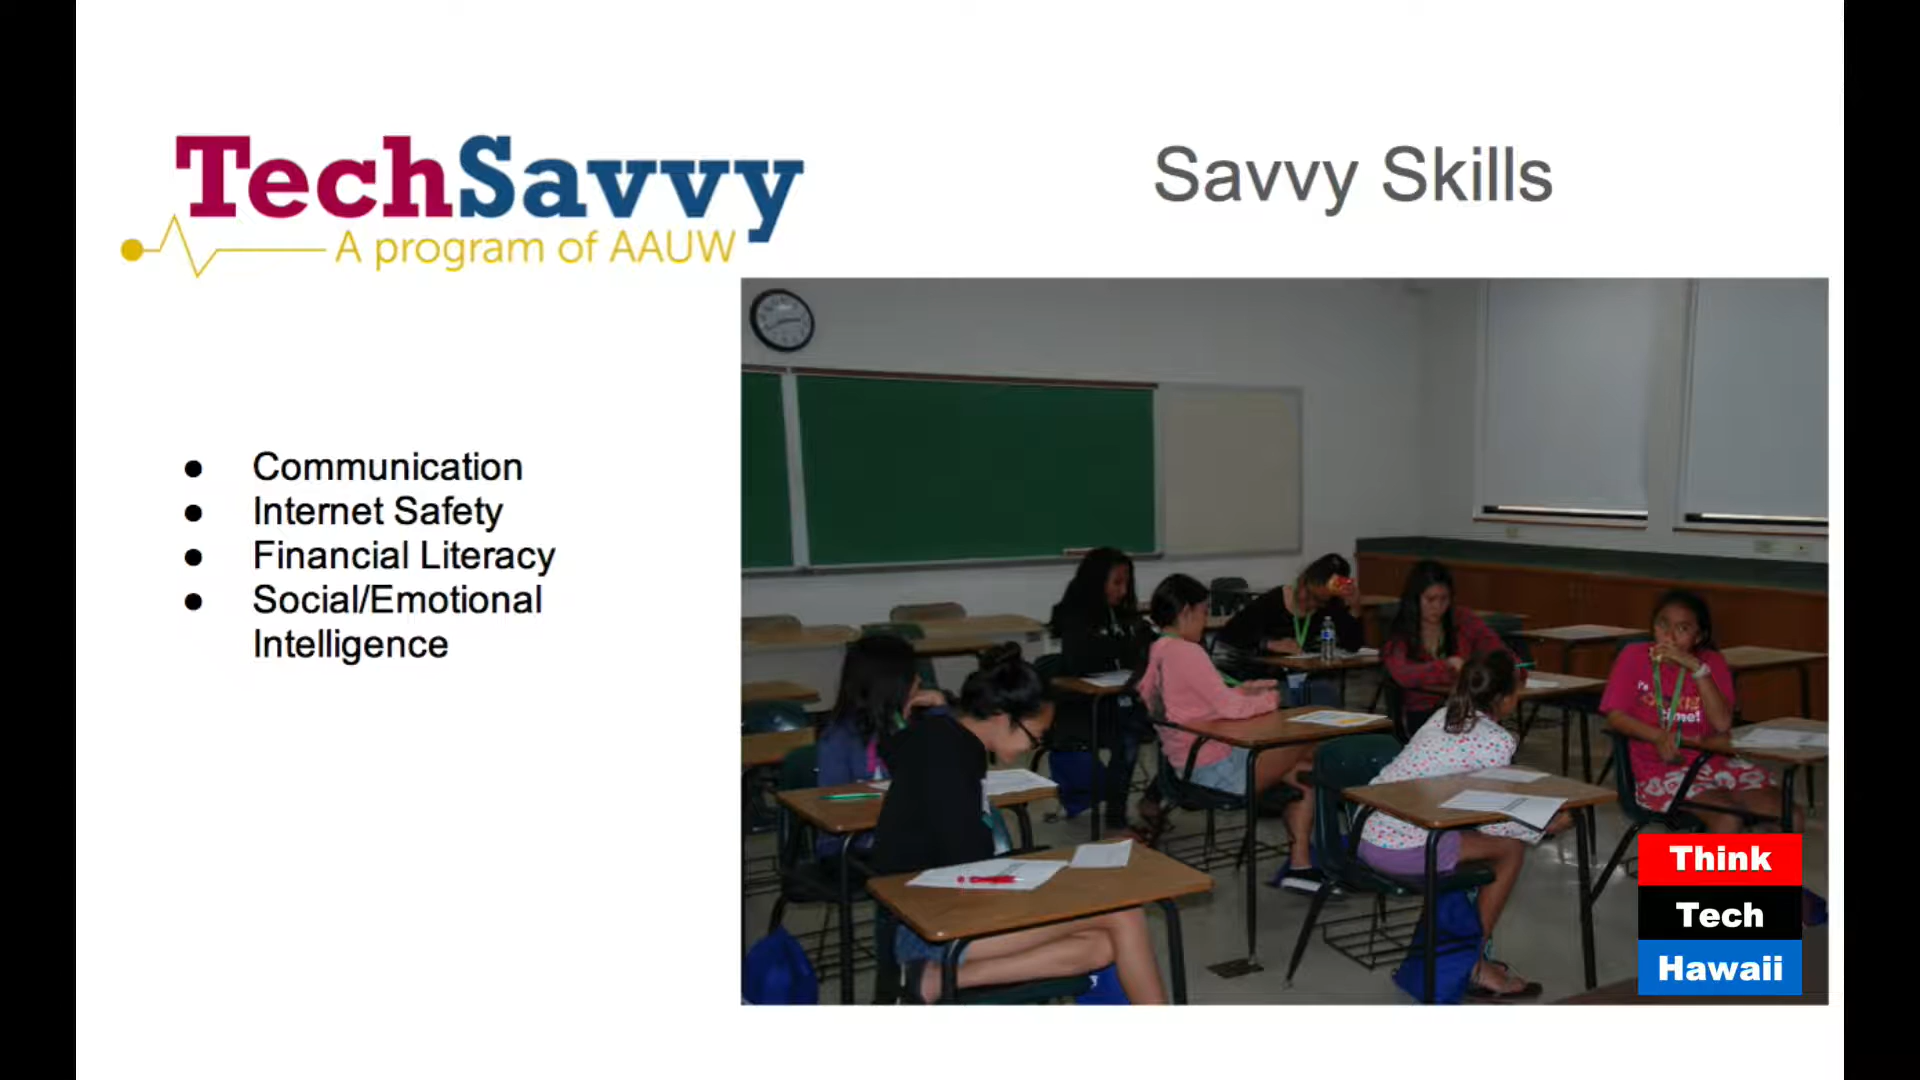 TechSavvy
A program of AAUW
Savvy Skills
● Communication
● Internet Safety
● Financial Literacy
● Social/Emotional
Intelligence
Think
Tech
Hawaii